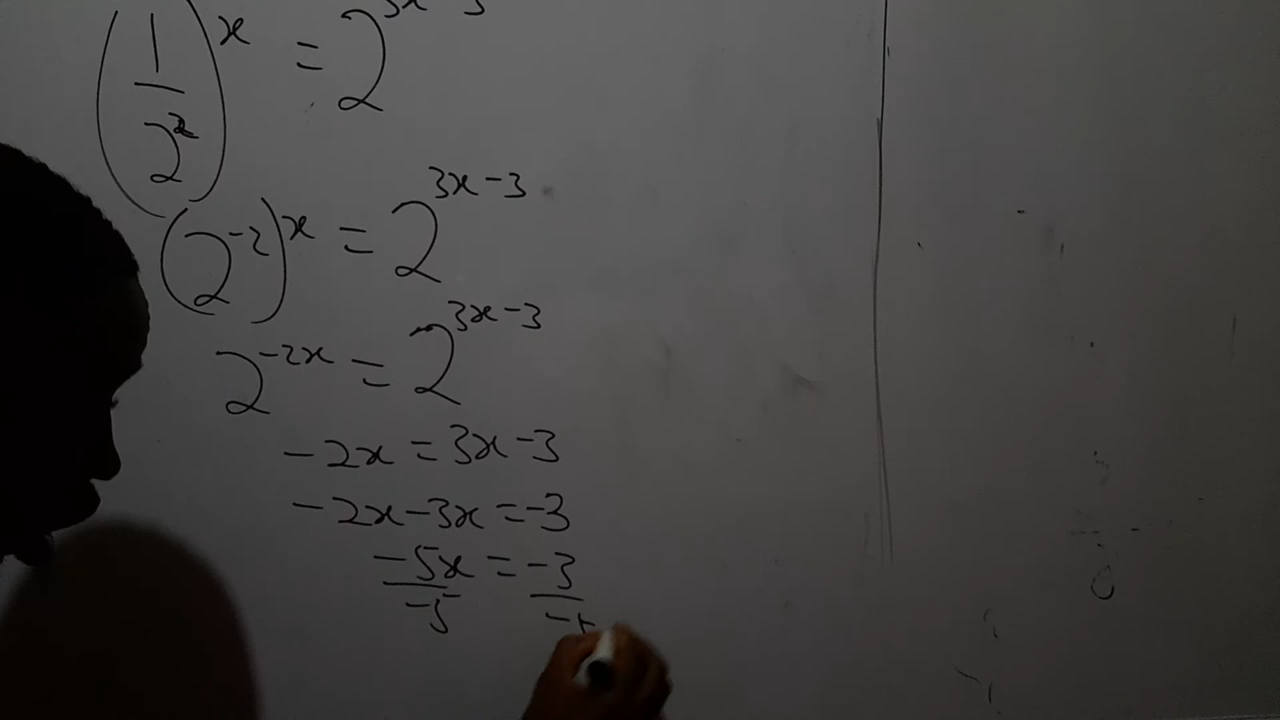 (1/2²)^x = 2^(3x-3)
(2^-2)^x = 2^(3x-3)
2^-2x = 2^(3x-3)
-2x = 3x-3
-2x-3x = -3
-5x/-5 = -3/-